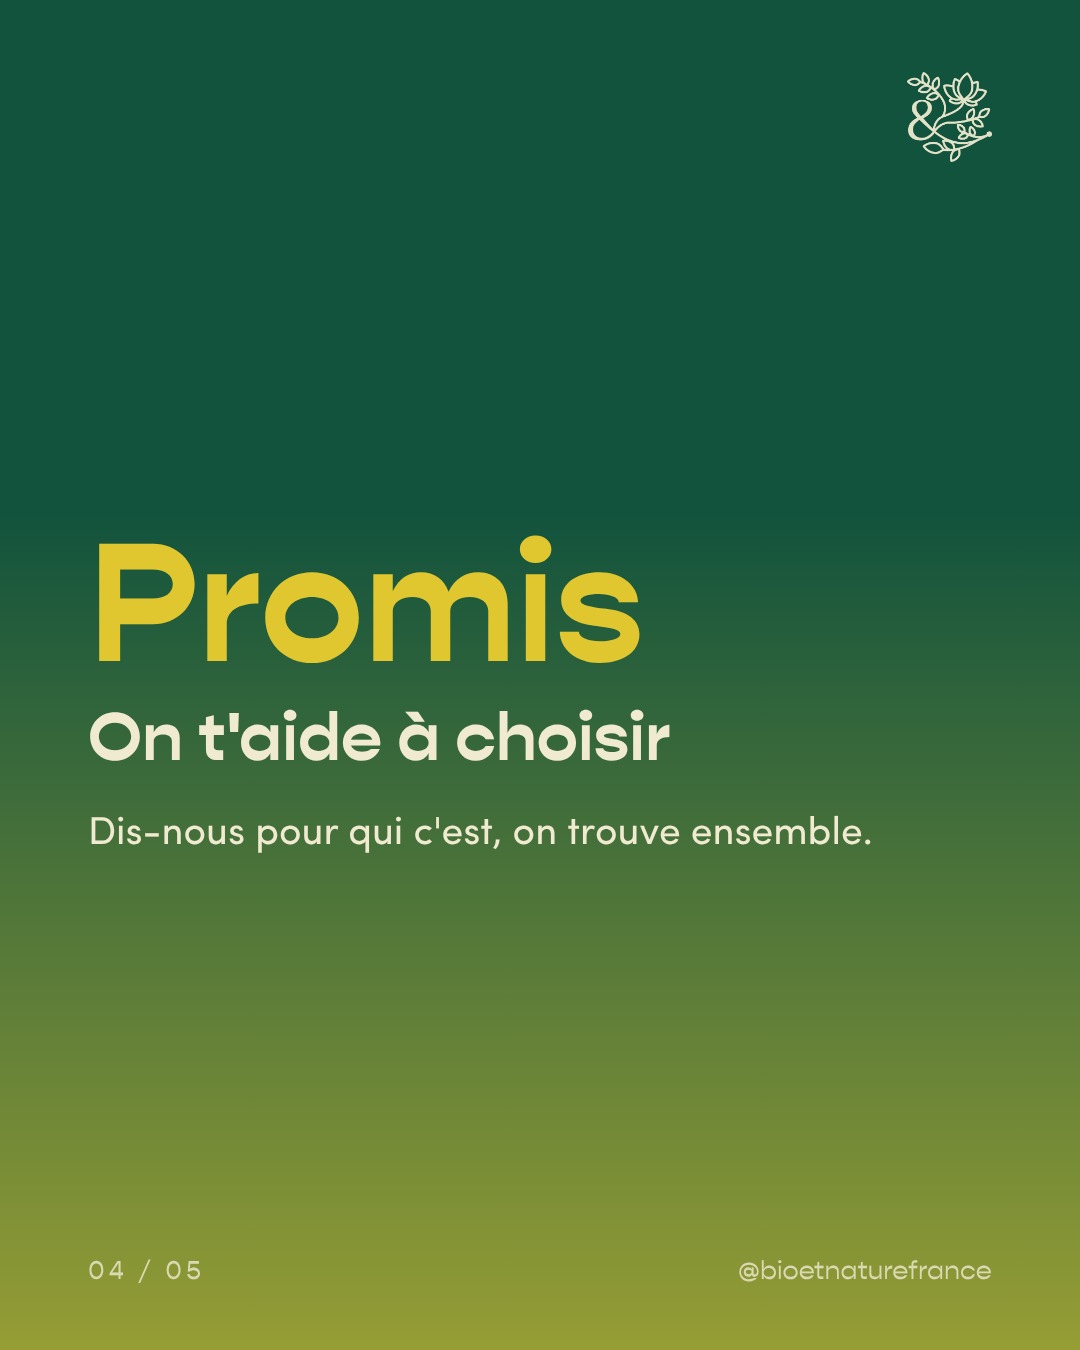 &
Promis
On t'aide à choisir
Dis-nous pour qui c'est, on trouve ensemble.
04 / 05
@bioetnaturefrance